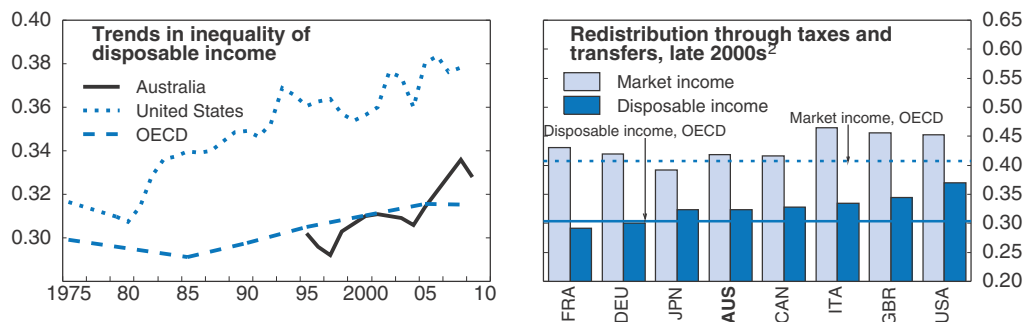 0.40
0.38
0.36
0.34
0.32
0.30
Trends in inequality of
disposable income
Australia
United States
OECD
1975 80 85 90 95 2000 05 10
Redistribution through taxes and
transfers, late 2000s²
Market income
Disposable income
Disposable income, OECD
Market income, OECD
0.65
0.60
0.55
0.50
0.45
0.40
0.35
0.30
0.25
0.20
FRA
DEU
JPN
AUS
CAN
ITA
GBR
USA